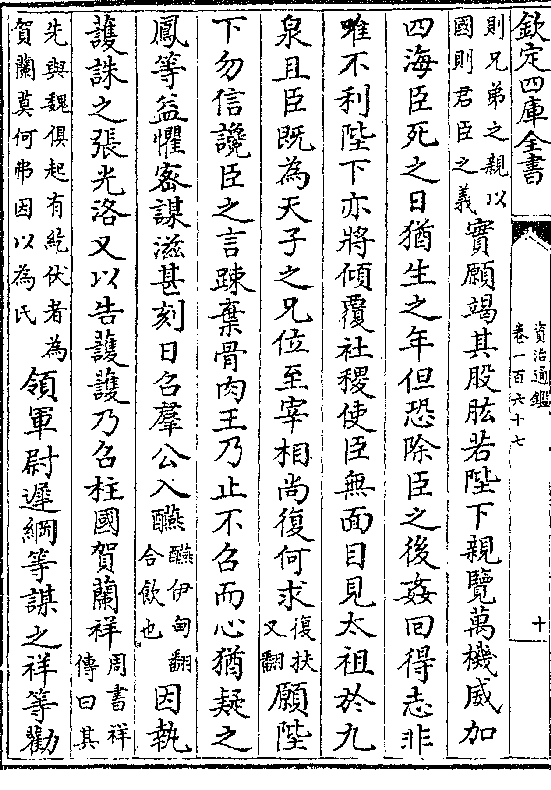 欽定四庫全書
資治通鑑
卷一百六十七
十
則兄弟之親以
國則君臣之義
實願竭其股肱若陛下親覽萬機威加
四海臣死之日猶生之年但恐除臣之後姦回得志非
唯不利陛下亦將傾覆社稷使臣無面目見太祖於九
泉且臣既為天子之兄位至宰相尚復何求
復扶
又翻
願陛
下勿信讒臣之言踈棄骨肉王乃止不召而心猶疑之
鳳等益懼宻謀滋甚刻日召羣公入醼
醼伊甸翻
合飲也
因執
護誅之張光洛又以告護護乃召柱國賀蘭祥
周書祥
傳曰其
先與魏俱起有紇伏者為
賀蘭莫何弗因以為氏
領軍尉遲綱等謀之祥等勸